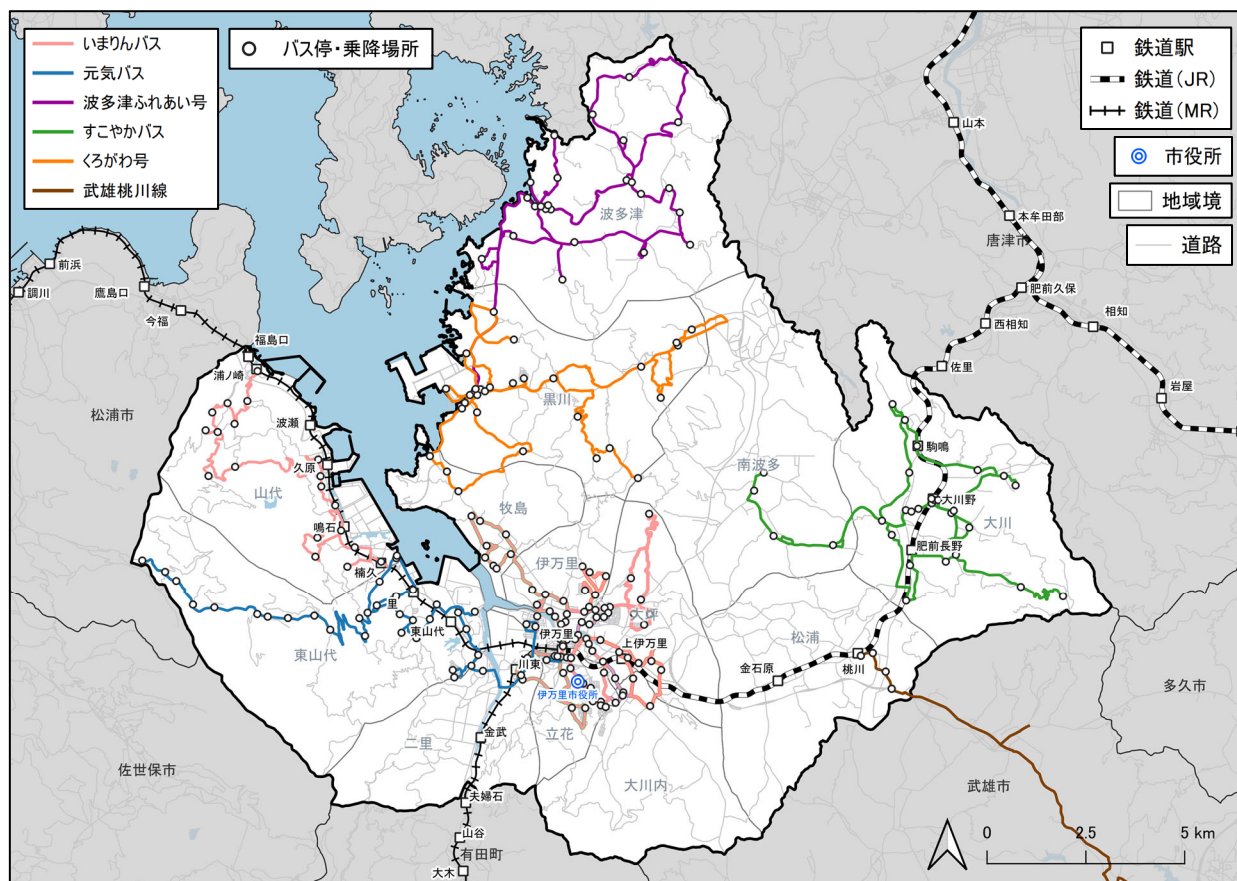 いまりんバス
元気バス
波多津ふれあい号
すこやかバス
くろがわ号
武雄桃川線
バス停・乗降場所
鉄道駅
鉄道(JR)
鉄道(MR)
市役所
地域境
道路
山本
本牟田部
唐津市
肥前久保
相知
西相知
佐里
岩屋
波多津
前浜
調川
鷹島口
今福
福島口
浦ノ崎
松浦市
波瀬
久原
山代
鳴石
楠久
黒川
駒鳴
南波多
大川野
大川
牧島
肥前長野
伊万里
大坪
里
東山代
東山代
伊万里
上伊万里
松浦
川東
金石原
桃川
伊万里市役所
多久市
立花
二里
金武
佐世保市
大川内
武雄市
夫婦石
山谷
有田町
大木
0 2.5 5 km